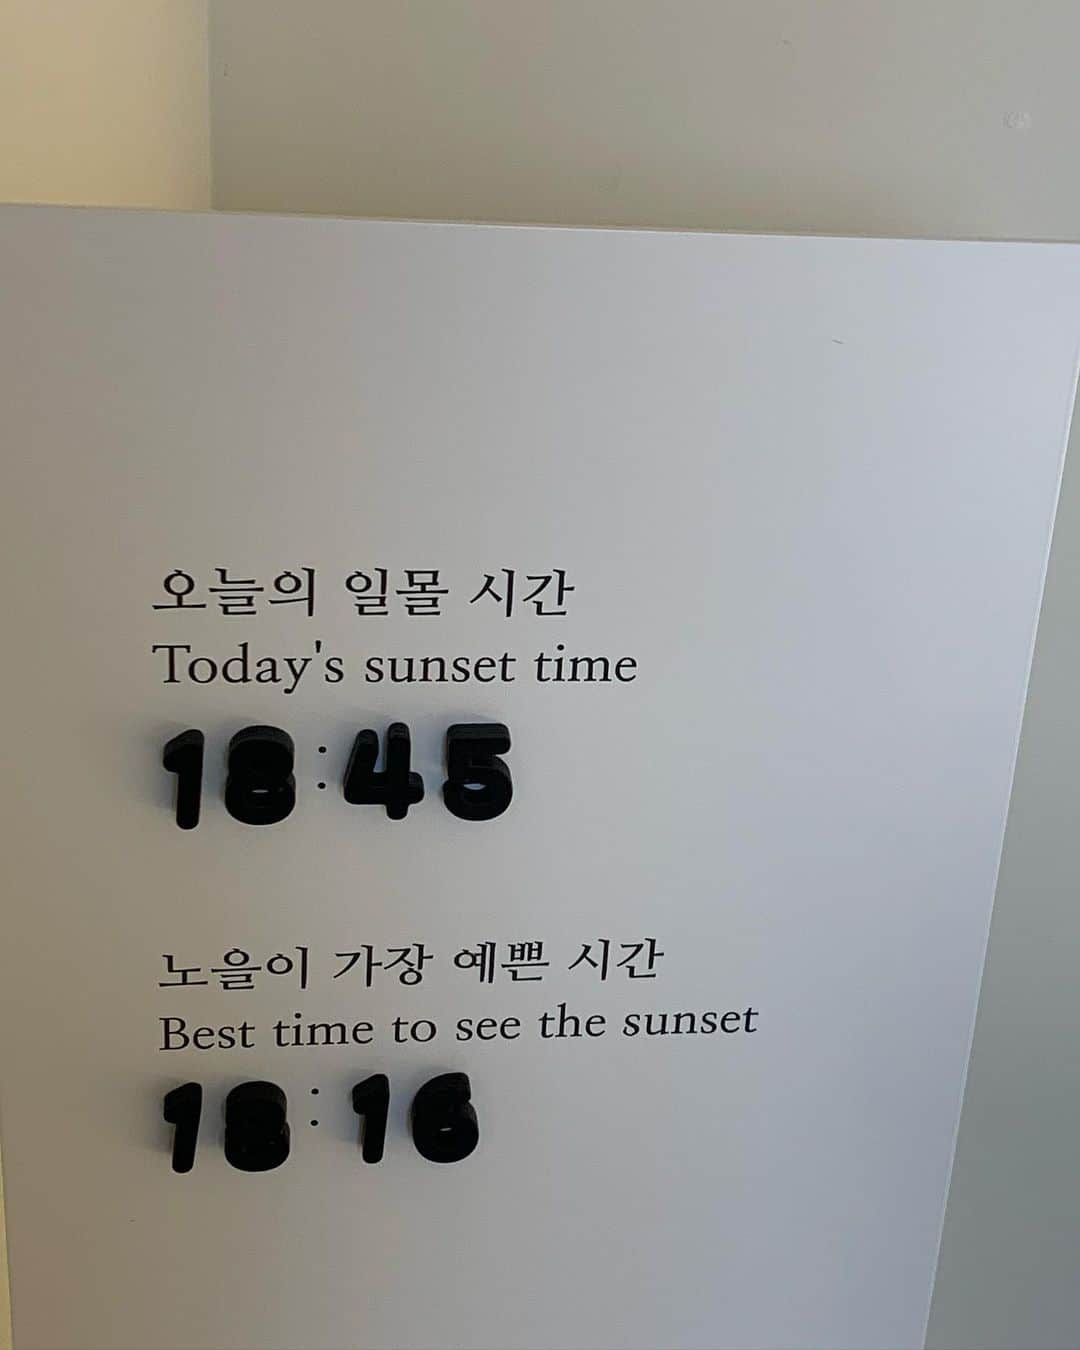 오늘의 일몰 시간
Today's sunset time
18:45
노을이 가장 예쁜 시간
Best time to see the sunset
18:16